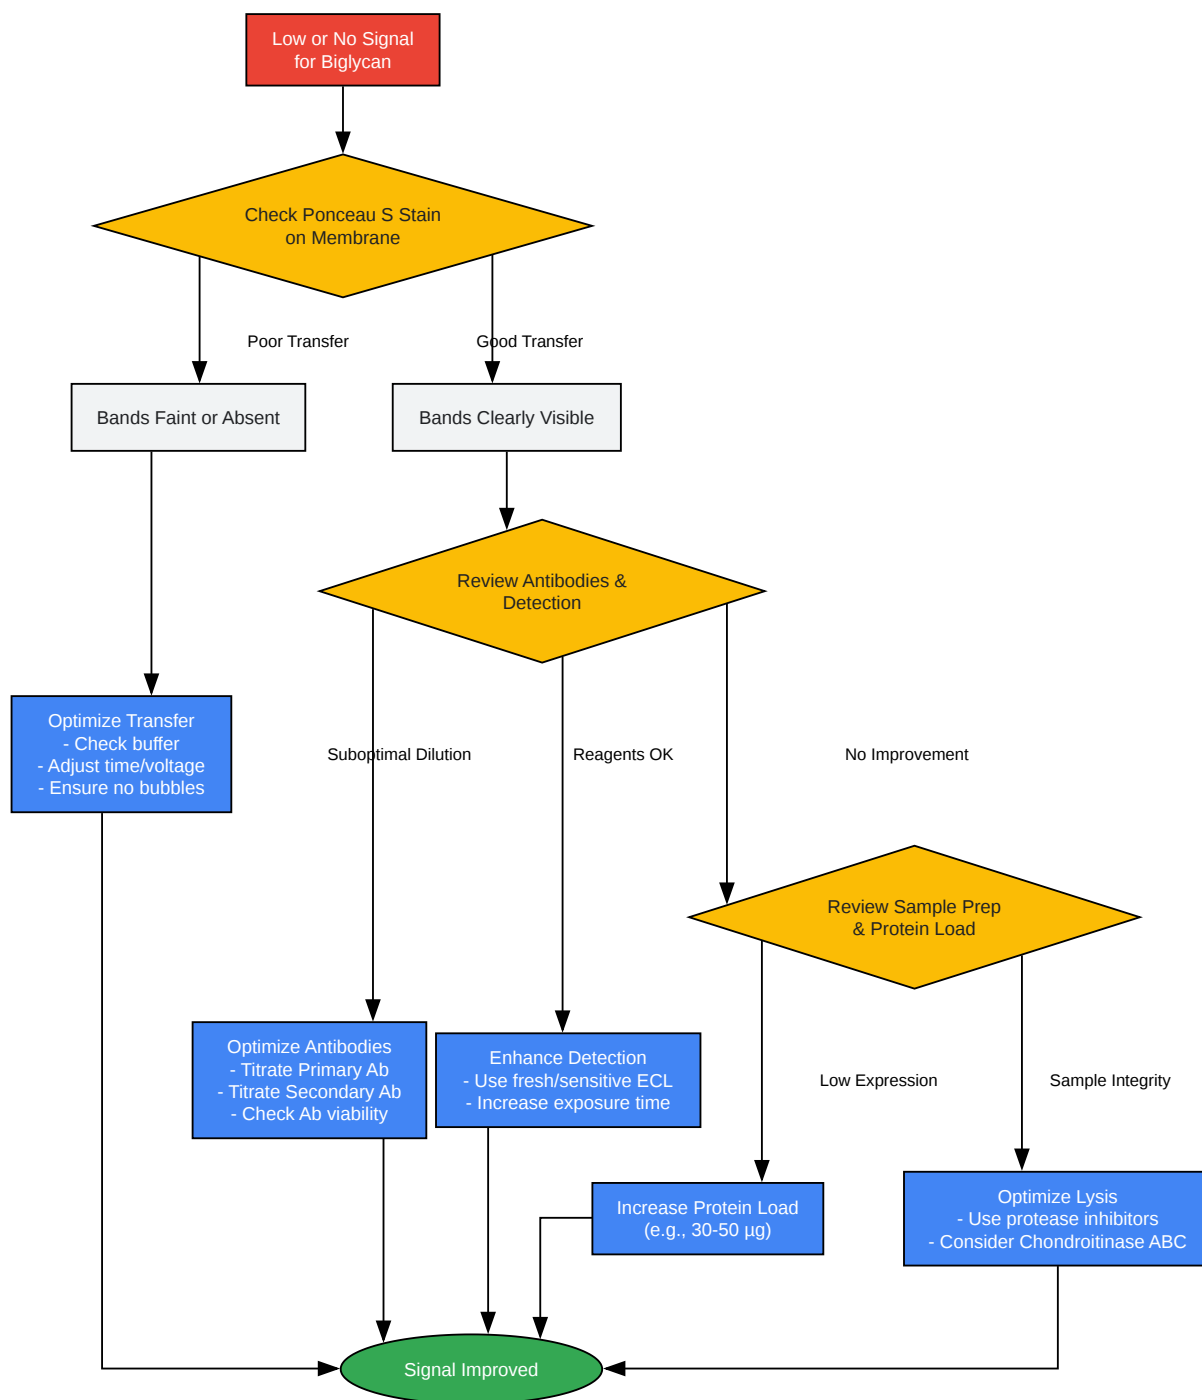 Low or No Signal
for Biglycan
Check Ponceau S Stain
on Membrane
Poor Transfer
Good Transfer
Bands Faint or Absent
Bands Clearly Visible
Review Antibodies &
Detection
Optimize Transfer
- Check buffer
- Adjust time/voltage
- Ensure no bubbles
Suboptimal Dilution
Reagents OK
No Improvement
Review Sample Prep
& Protein Load
Optimize Antibodies
- Titrate Primary Ab
- Titrate Secondary Ab
- Check Ab viability
Enhance Detection
- Use fresh/sensitive ECL
- Increase exposure time
Low Expression
Sample Integrity
Increase Protein Load
(e.g., 30-50 µg)
Optimize Lysis
- Use protease inhibitors
- Consider Chondroitinase ABC
Signal Improved